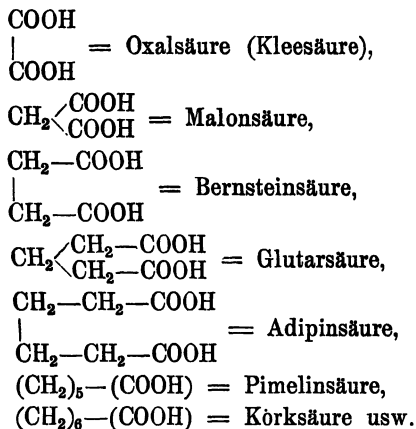 COOH
|
COOH = Oxalsäure (Kleesäure),
CH₂<COOH
COOH = Malonsäure,
CH₂—COOH
|
CH₂—COOH = Bernsteinsäure,
CH₂<CH₂—COOH
CH₂—COOH = Glutarsäure,
CH₂—CH₂—COOH
|
CH₂—CH₂—COOH = Adipinsäure,
(CH₂)₅—(COOH) = Pimelinsäure,
(CH₂)₆—(COOH) = Körksäure usw.